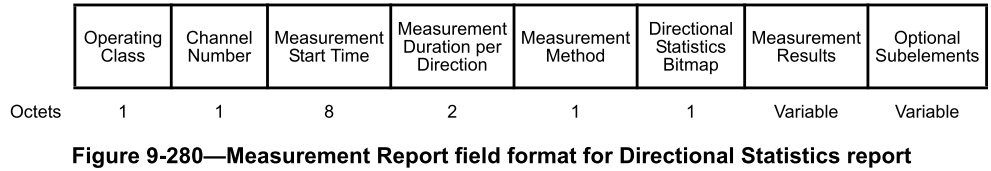 Operating Class
Channel Number
Measurement Start Time
Measurement Duration per Direction
Measurement Method
Directional Statistics Bitmap
Measurement Results
Optional Subelements
Octets 1 1 8 2 1 1 Variable Variable
Figure 9-280—Measurement Report field format for Directional Statistics report